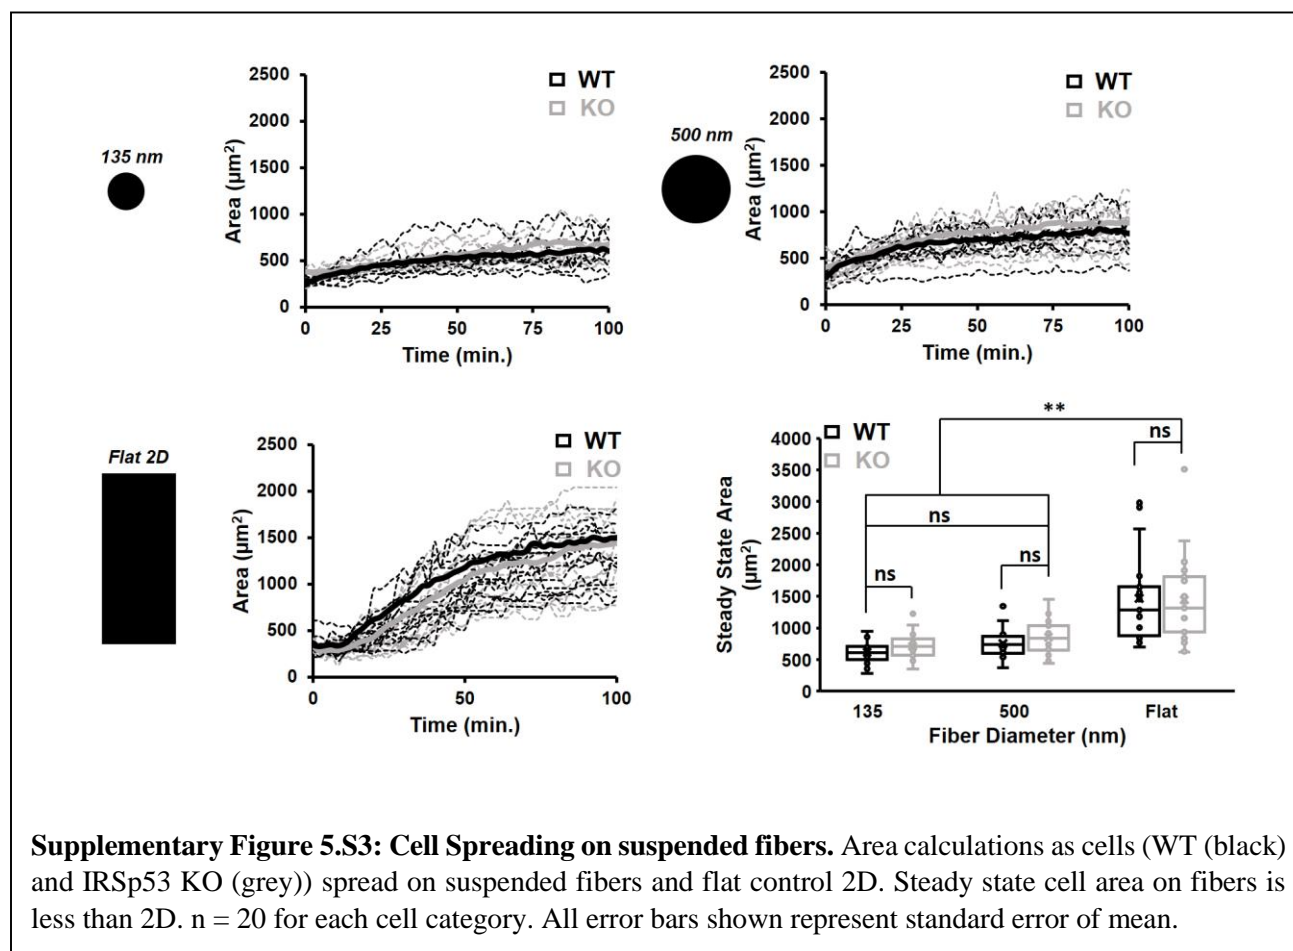 2500
2000
1500
1000
500
0
0 25 50 75 100
Area (µm²)
Time (min.)
WT
KO
135 nm
2500
2000
1500
1000
500
0
0 25 50 75 100
Area (µm²)
Time (min.)
WT
KO
500 nm
Flat 2D
2500
2000
1500
1000
500
0
0 50 100
Area (µm²)
Time (min.)
WT
KO
4000
3500
3000
2500
2000
1500
1000
500
0
Steady State Area
(µm²)
WT
KO
**
ns
ns
ns
ns
135 500 Flat
Fiber Diameter (nm)
Supplementary Figure 5.S3: Cell Spreading on suspended fibers. Area calculations as cells (WT (black)
and IRSp53 KO (grey)) spread on suspended fibers and flat control 2D. Steady state cell area on fibers is
less than 2D. n = 20 for each cell category. All error bars shown represent standard error of mean.